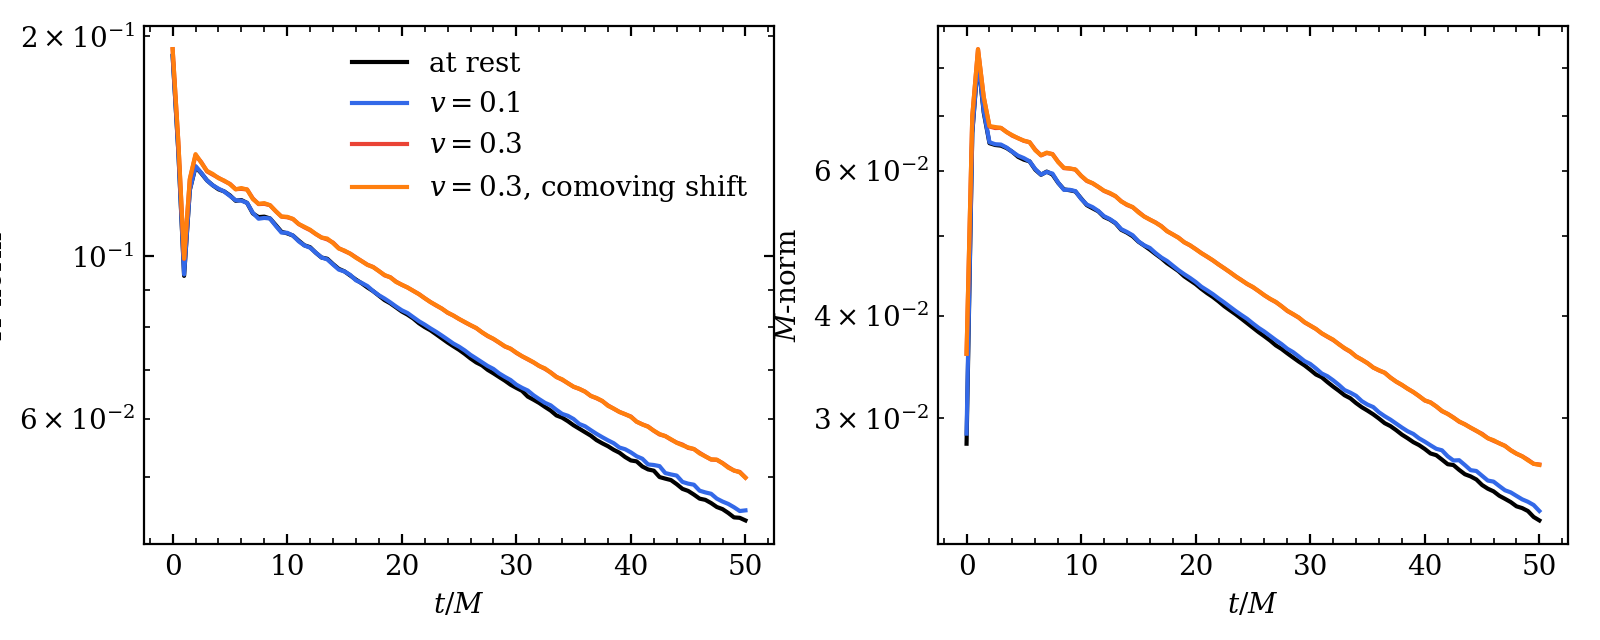 2 × 10⁻¹
10⁻¹
6 × 10⁻²
at rest
v = 0.1
v = 0.3
v = 0.3, comoving shift
0 10 20 30 40 50
t/M
M-norm
6 × 10⁻²
4 × 10⁻²
3 × 10⁻²
0 10 20 30 40 50
t/M